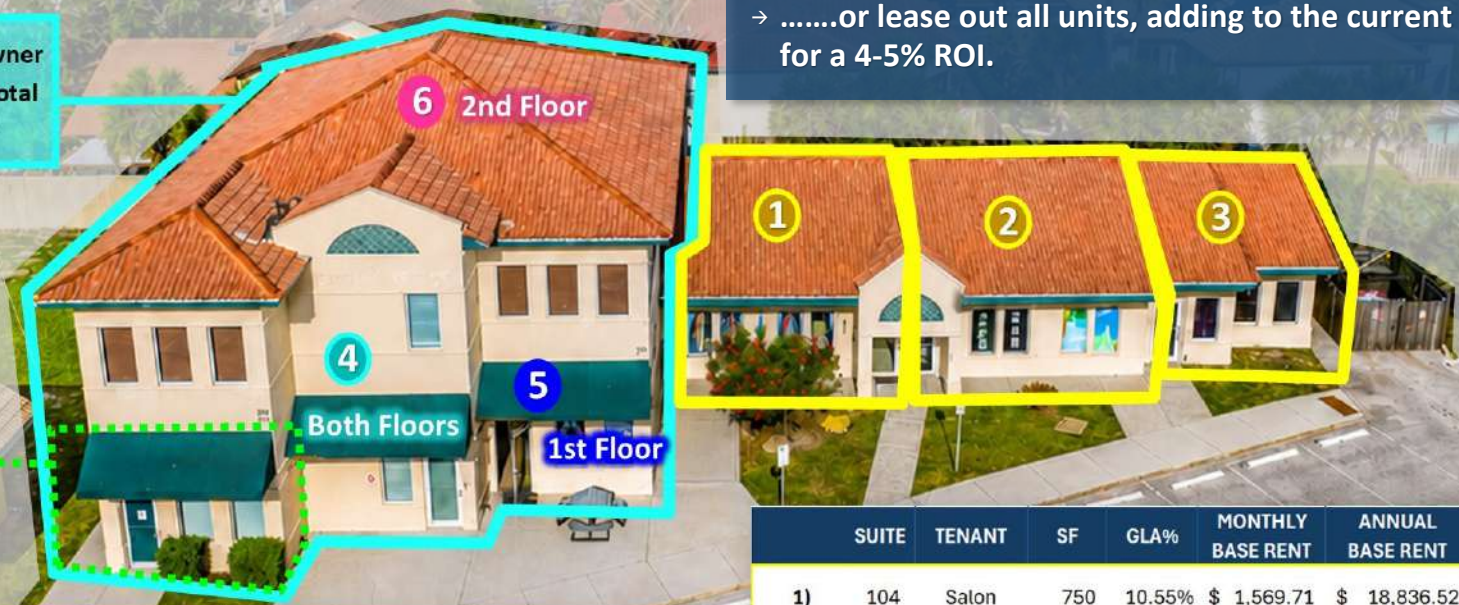 → …….or lease out all units, adding to the current
for a 4-5% ROI.
6 2nd Floor
1
2
3
4
Both Floors
5
1st Floor
SUITE TENANT SF GLA% MONTHLY BASE RENT ANNUAL BASE RENT
1) 104 Salon 750 10.55% $ 1,569.71 $ 18,836.52